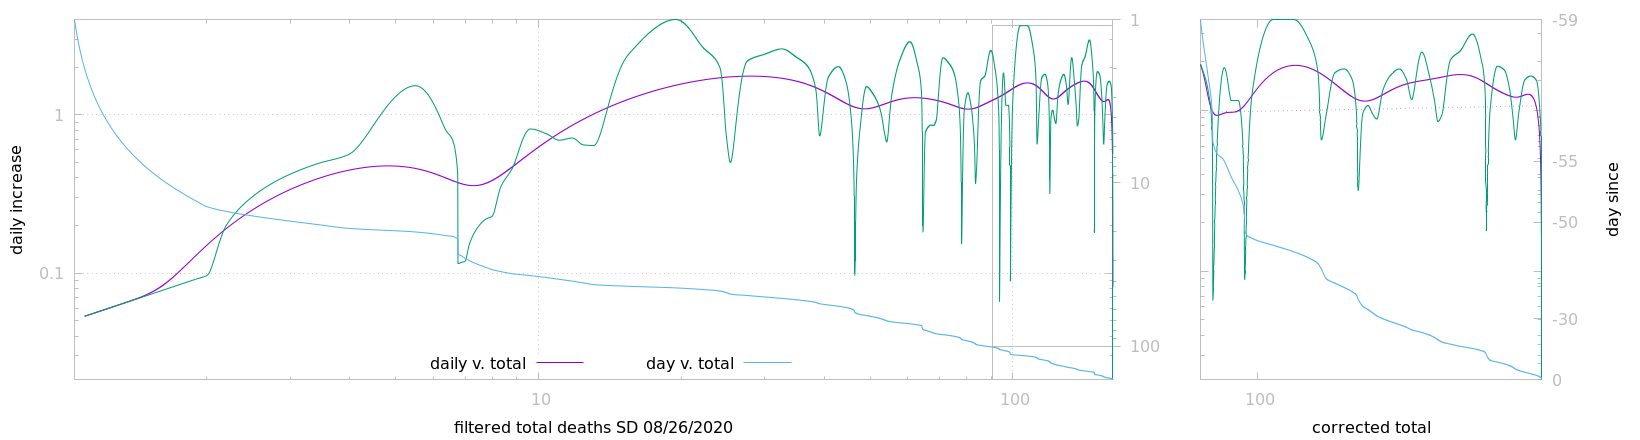 1
-59
1
10
-55
-50
0.1
-30
100
0
daily increase
day since
daily v. total
day v. total
10
100
100
filtered total deaths SD 08/26/2020
corrected total